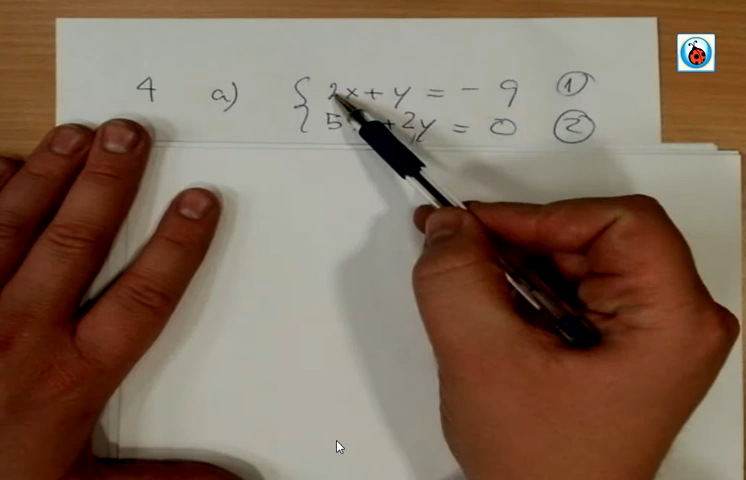 4 a) { 2x + y = - 9 ①
5 + 2y = 0 ②